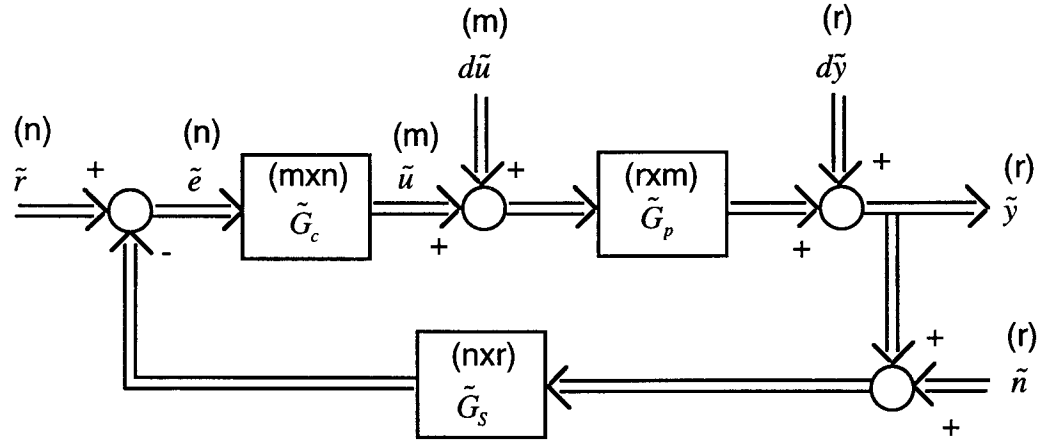 (m)
(r)
dũ
dỹ
(n)
(n)
(m)
(r)
+
r̃
ẽ
(mxn)
G̃c
ũ
+
+
(rxm)
G̃p
+
+
ỹ
-
(nxr)
G̃S
+
+
(r)
ñ